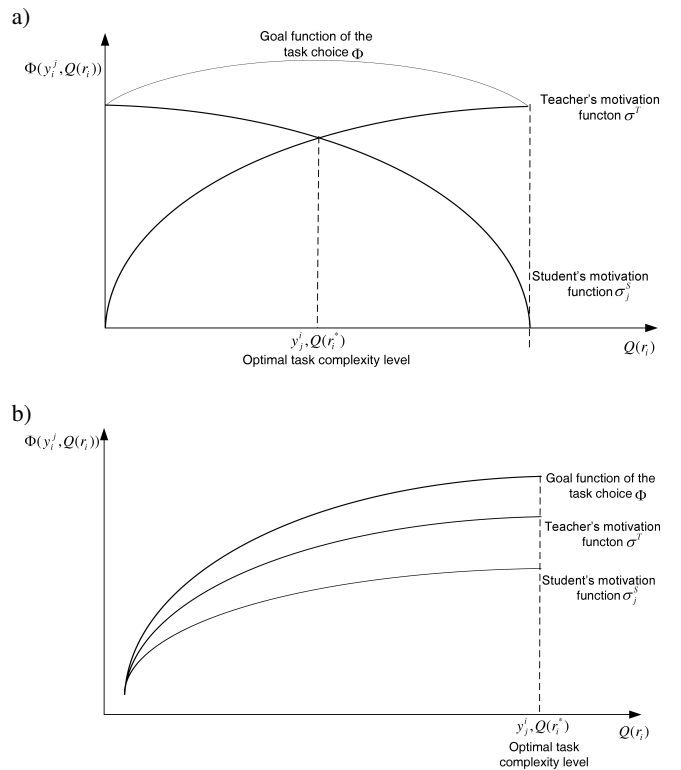 a)
Goal function of the
task choice Φ
Φ(y_i^j, Q(r_i))
Teacher's motivation
functon σ^T
Student's motivation
function σ_j^S
y_j^i, Q(r_i^*)
Optimal task complexity level
Q(r_i)
b)
Φ(y_i^j, Q(r_i))
Goal function of the
task choice Φ
Teacher's motivation
functon σ^T
Student's motivation
function σ_j^S
y_j^i, Q(r_i^*)
Q(r_i)
Optimal task
complexity level